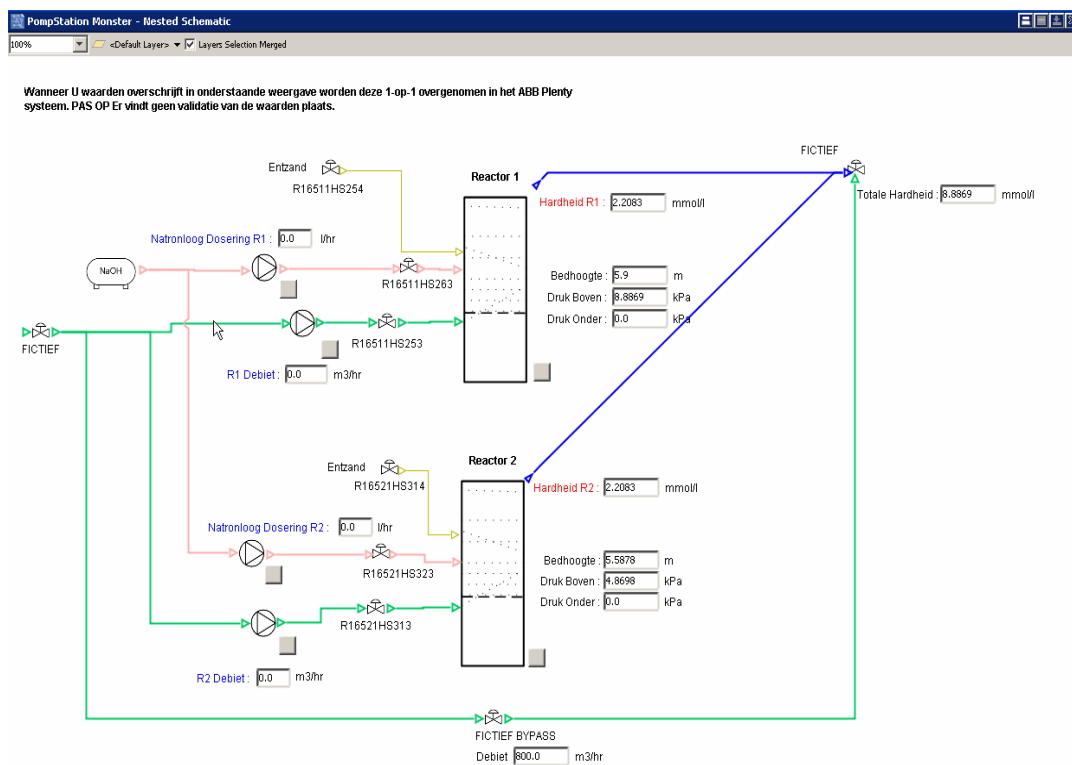 PompStation Monster - Nested Schematic
100%
<Default Layer>
Layers Selection Merged
Wanneer U waarden overschrijft in onderstaande weergave worden deze 1-op-1 overgenomen in het ABB Plenty
systeem. PAS OP Er vindt geen validatie van de waarden plaats.
FICTIEF
Entzand
R16511HS254
Reactor 1
Hardheid R1 : 2.2083 mmol/l
Totale Hardheid : 8.8869 mmol/l
Natronloog Dosering R1 : 0.0 l/hr
NaOH
R16511HS263
Bedhoogte : 5.9 m
Druk Boven : 8.8869 kPa
Druk Onder : 0.0 kPa
FICTIEF
R16511HS253
R1 Debiet : 0.0 m3/hr
Entzand
R16521HS314
Reactor 2
Hardheid R2 : 2.2083 mmol/l
Natronloog Dosering R2 : 0.0 l/hr
R16521HS323
Bedhoogte : 5.5878 m
Druk Boven : 4.8698 kPa
Druk Onder : 0.0 kPa
R16521HS313
R2 Debiet : 0.0 m3/hr
FICTIEF BYPASS
Debiet 800.0 m3/hr